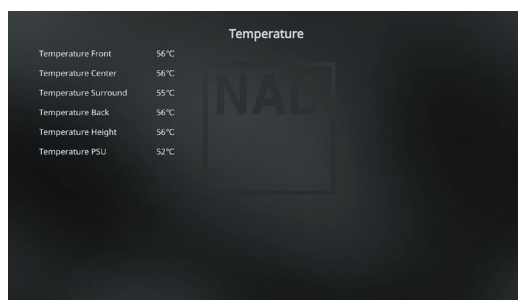 Temperature
Temperature Front 56°C
Temperature Center 56°C
Temperature Surround 55°C
Temperature Back 56°C
Temperature Height 56°C
Temperature PSU 52°C
NAD